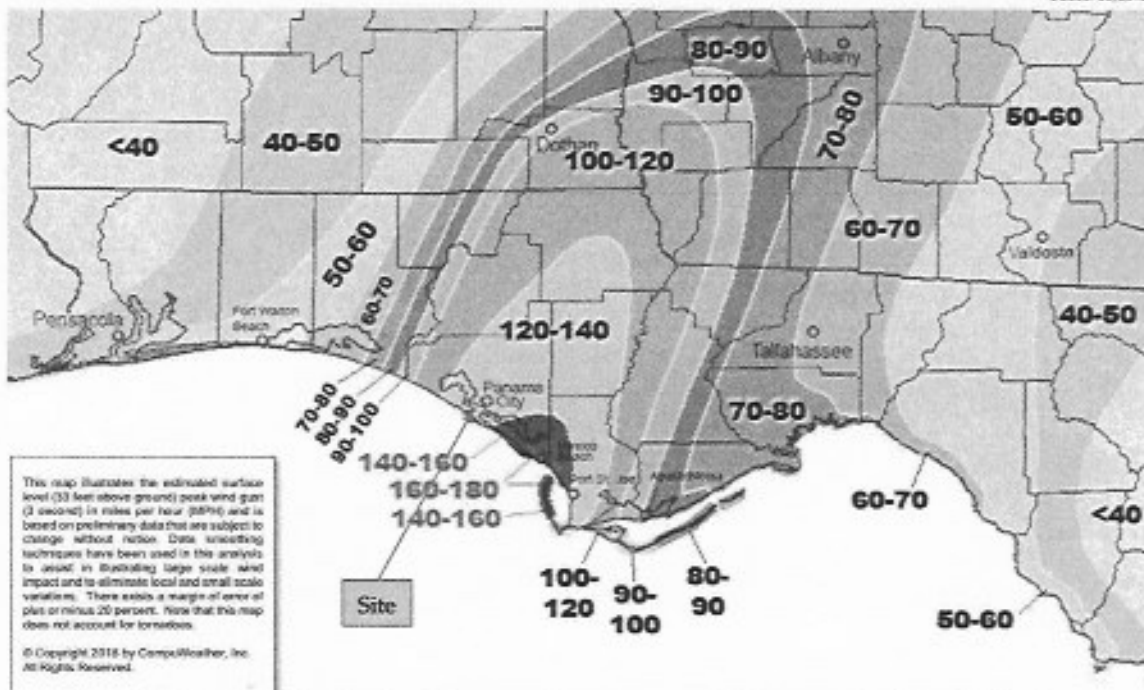 80-90
Albany
90-100
70-80
50-60
<40
40-50
Dothan
100-120
60-70
Valdosta
50-60
60-70
Pensacola
Fort Walton
Beach
120-140
Tallahassee
40-50
Panama
City
70-80
80-90
90-100
70-80
140-160
160-180
140-160
Beach
Port St. Joe
Apalachicola
60-70
<40
This map illustrates the estimated surface
level (33 feet above ground) peak wind gust
(3 second) in miles per hour (MPH) and is
based on preliminary data that are subject to
change without notice. Data smoothing
techniques have been used in this analysis
to assist in illustrating large scale wind
impact and to eliminate local and small scale
variations. There exists a margin of error of
plus or minus 20 percent. Note that this map
does not account for tornadoes.
© Copyright 2018 by CompuWeather, Inc.
All Rights Reserved.
Site
100-
120
90-
100
80-
90
50-60